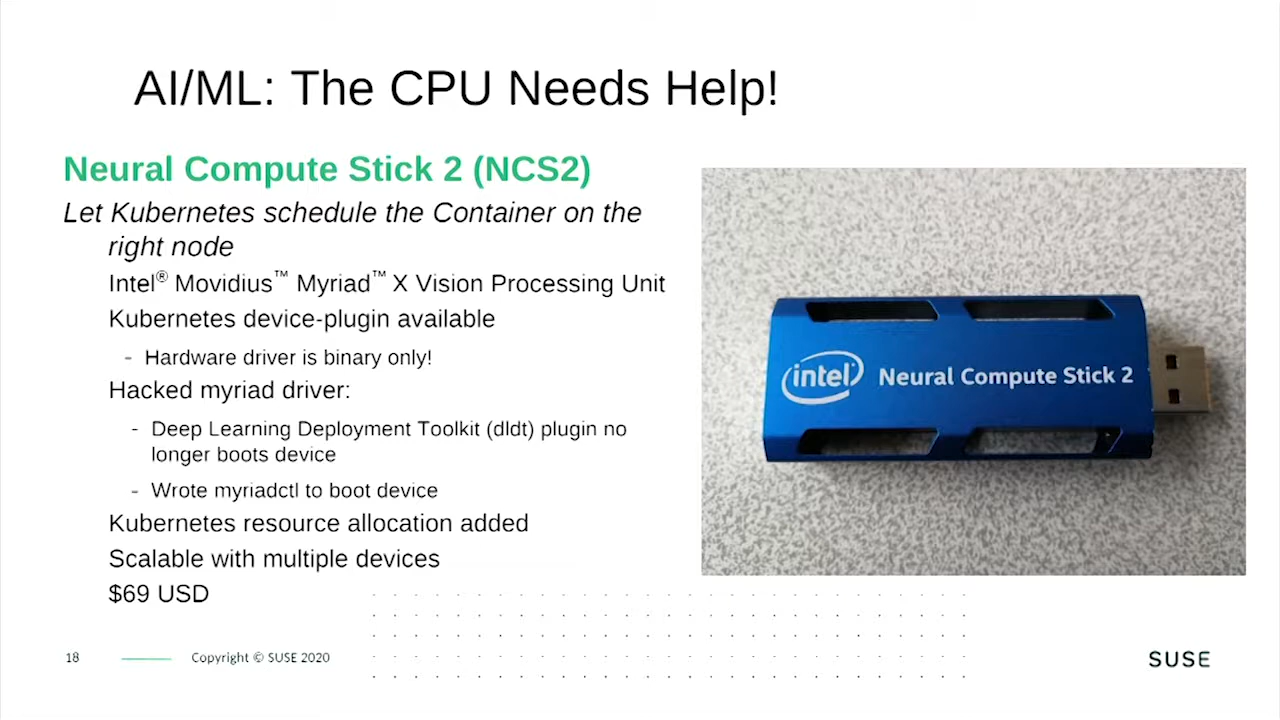 AI/ML: The CPU Needs Help!
Neural Compute Stick 2 (NCS2)
Let Kubernetes schedule the Container on the
right node
Intel® Movidius™ Myriad™ X Vision Processing Unit
Kubernetes device-plugin available
- Hardware driver is binary only!
Hacked myriad driver:
- Deep Learning Deployment Toolkit (dldt) plugin no
longer boots device
- Wrote myriadctl to boot device
Kubernetes resource allocation added
Scalable with multiple devices
$69 USD
intel Neural Compute Stick 2
18 Copyright © SUSE 2020
SUSE